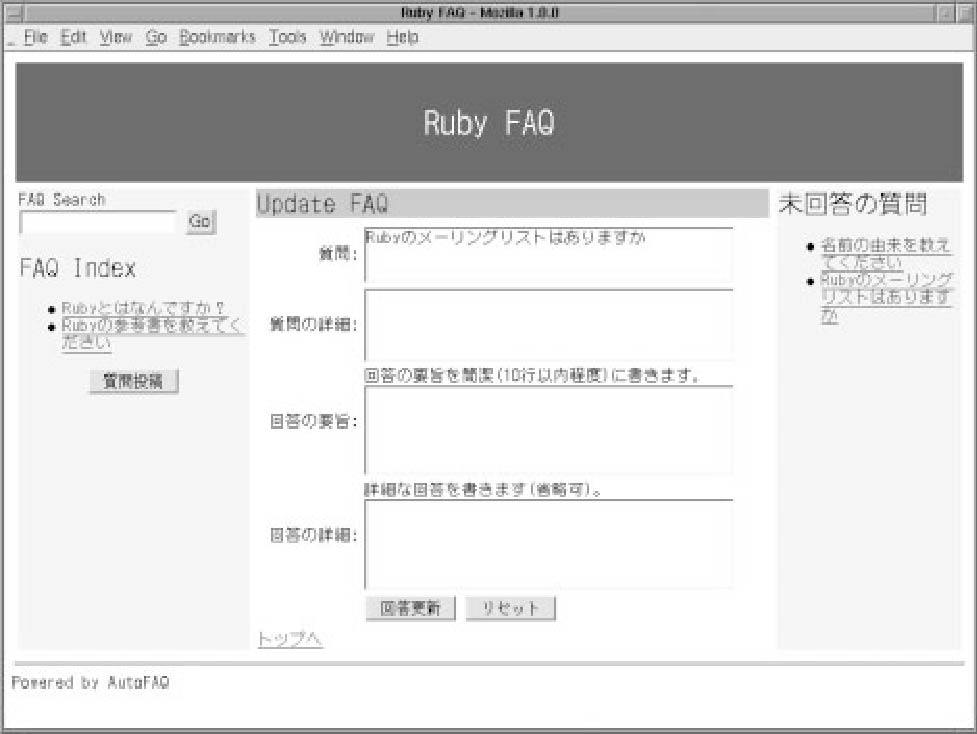 Ruby FAQ - Mozilla 1.0.0
File Edit View Go Bookmarks Tools Window Help
Ruby FAQ
FAQ Search
Go
FAQ Index
Rubyとはなんですか?
Rubyの参考書を教えてく
ださい
質問投稿
Update FAQ
質問:
Rubyのメーリングリストはありますか
質問の詳細:
回答の要旨を簡潔(10行以内程度)に書きます。
回答の要旨:
詳細な回答を書きます(省略可)。
回答の詳細:
回答更新 リセット
トップへ
未回答の質問
名前の由来を教え
てください
Rubyのメーリング
リストはあります
か
Powered by AutoFAQ